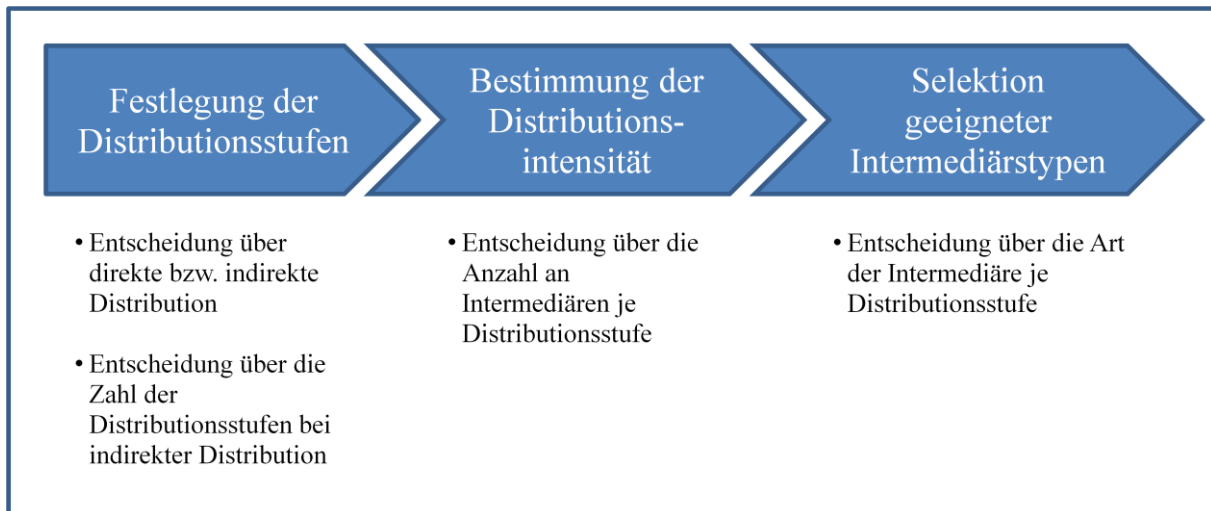 Festlegung der
Distributionsstufen
Bestimmung der
Distributions-
intensität
Selektion
geeigneter
Intermediärstypen
• Entscheidung über
direkte bzw. indirekte
Distribution
• Entscheidung über die
Zahl der
Distributionsstufen bei
indirekter Distribution
• Entscheidung über die
Anzahl an
Intermediären je
Distributionsstufe
• Entscheidung über die Art
der Intermediäre je
Distributionsstufe